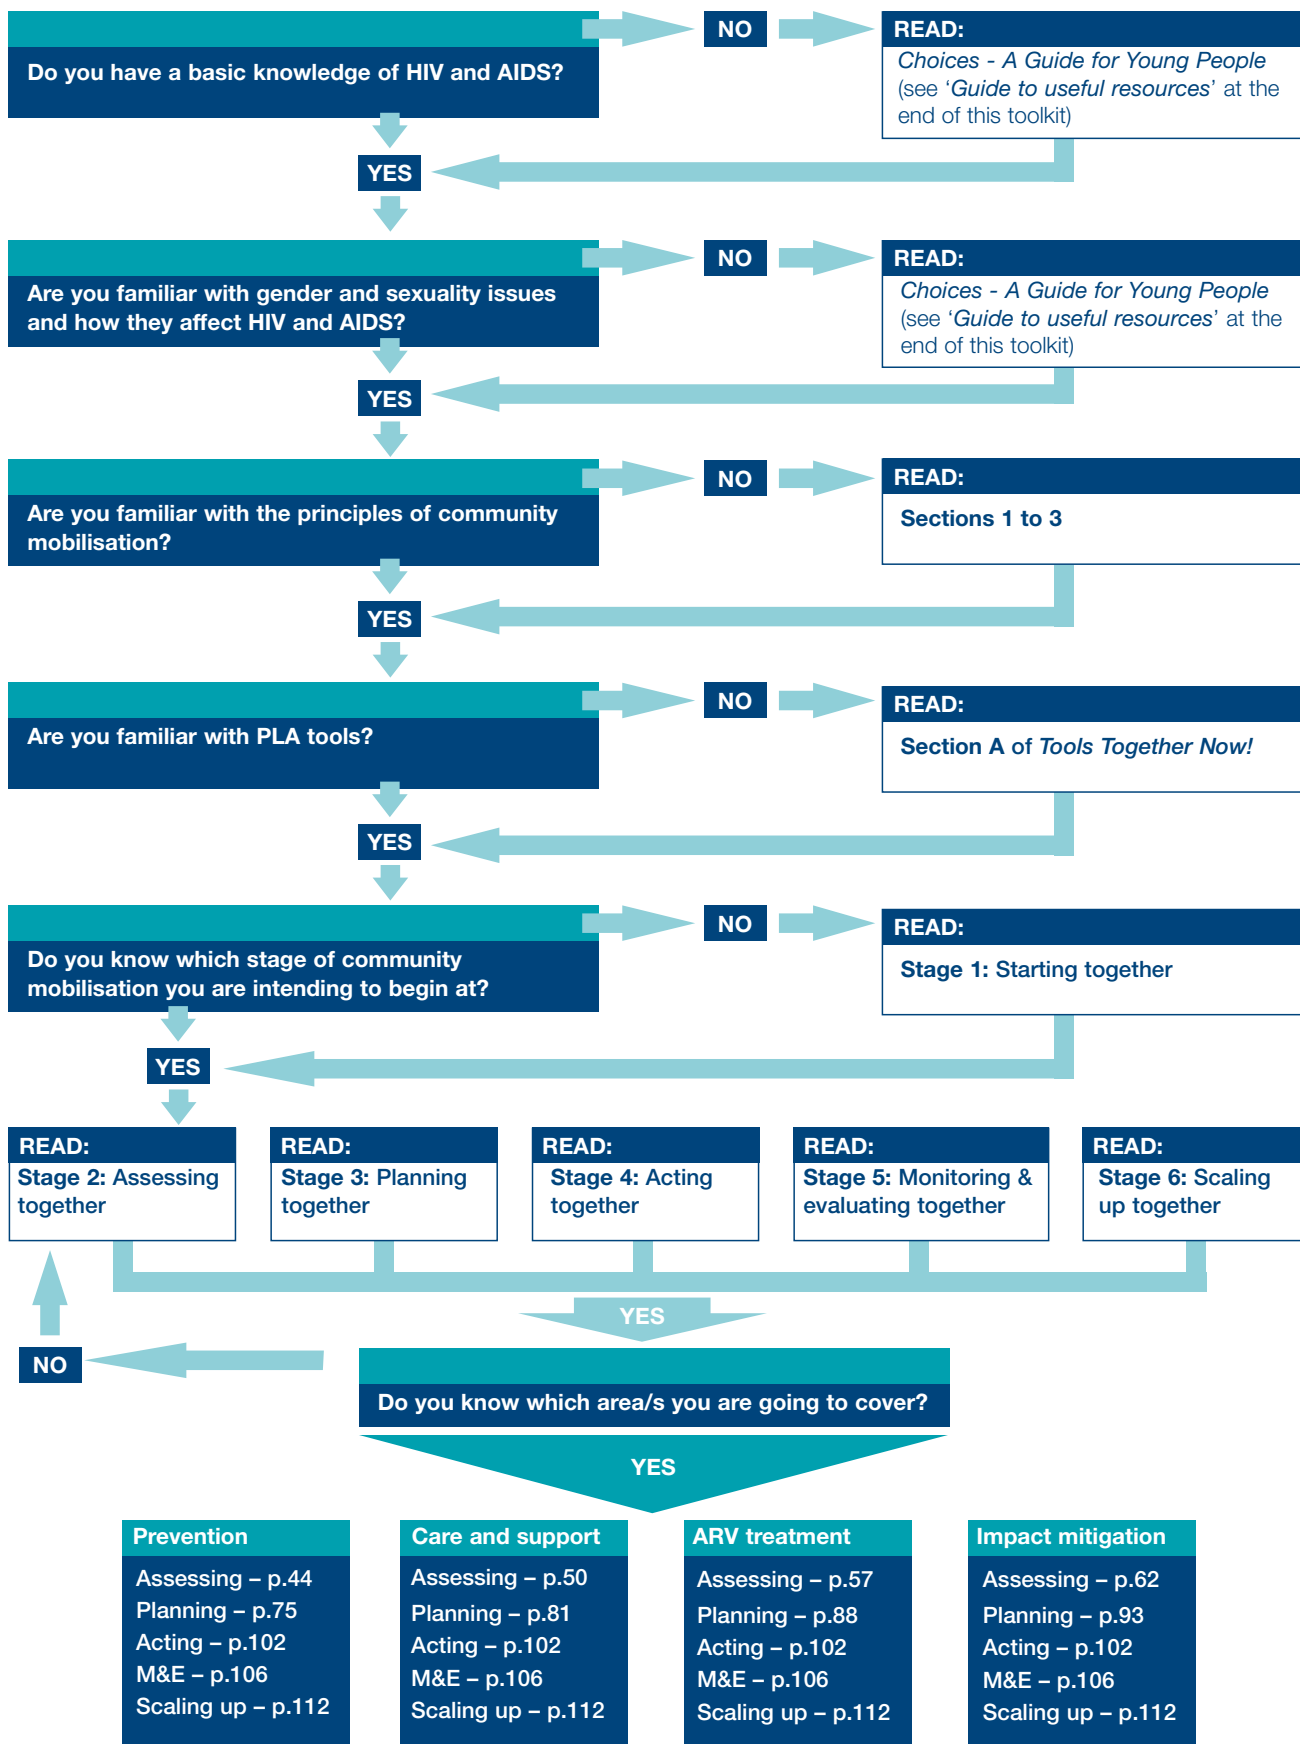 NO
READ:
Do you have a basic knowledge of HIV and AIDS?
Choices - A Guide for Young People
(see ‘Guide to useful resources’ at the
end of this toolkit)
YES
NO
READ:
Are you familiar with gender and sexuality issues
and how they affect HIV and AIDS?
Choices - A Guide for Young People
(see ‘Guide to useful resources’ at the
end of this toolkit)
YES
NO
READ:
Are you familiar with the principles of community
mobilisation?
Sections 1 to 3
YES
NO
READ:
Are you familiar with PLA tools?
Section A of Tools Together Now!
YES
NO
READ:
Do you know which stage of community
mobilisation you are intending to begin at?
Stage 1: Starting together
YES
READ:
Stage 2: Assessing
together
READ:
Stage 3: Planning
together
READ:
Stage 4: Acting
together
READ:
Stage 5: Monitoring &
evaluating together
READ:
Stage 6: Scaling
up together
YES
NO
Do you know which area/s you are going to cover?
YES
Prevention
Assessing – p.44
Planning – p.75
Acting – p.102
M&E – p.106
Scaling up – p.112
Care and support
Assessing – p.50
Planning – p.81
Acting – p.102
M&E – p.106
Scaling up – p.112
ARV treatment
Assessing – p.57
Planning – p.88
Acting – p.102
M&E – p.106
Scaling up – p.112
Impact mitigation
Assessing – p.62
Planning – p.93
Acting – p.102
M&E – p.106
Scaling up – p.112